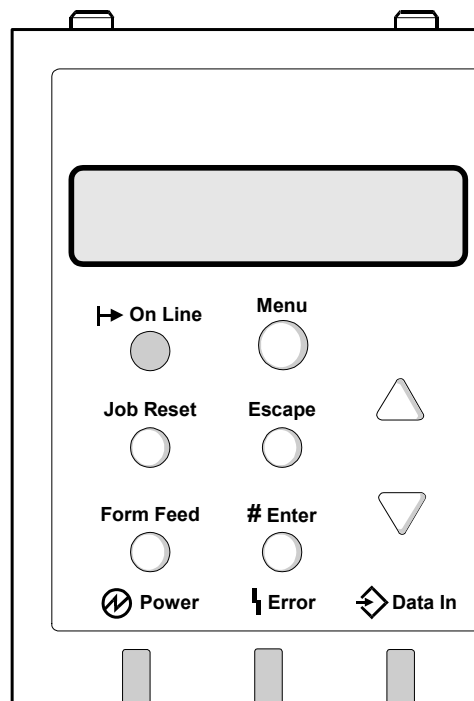 On Line
Menu
Job Reset
Escape
Form Feed
# Enter
Power
Error
Data In